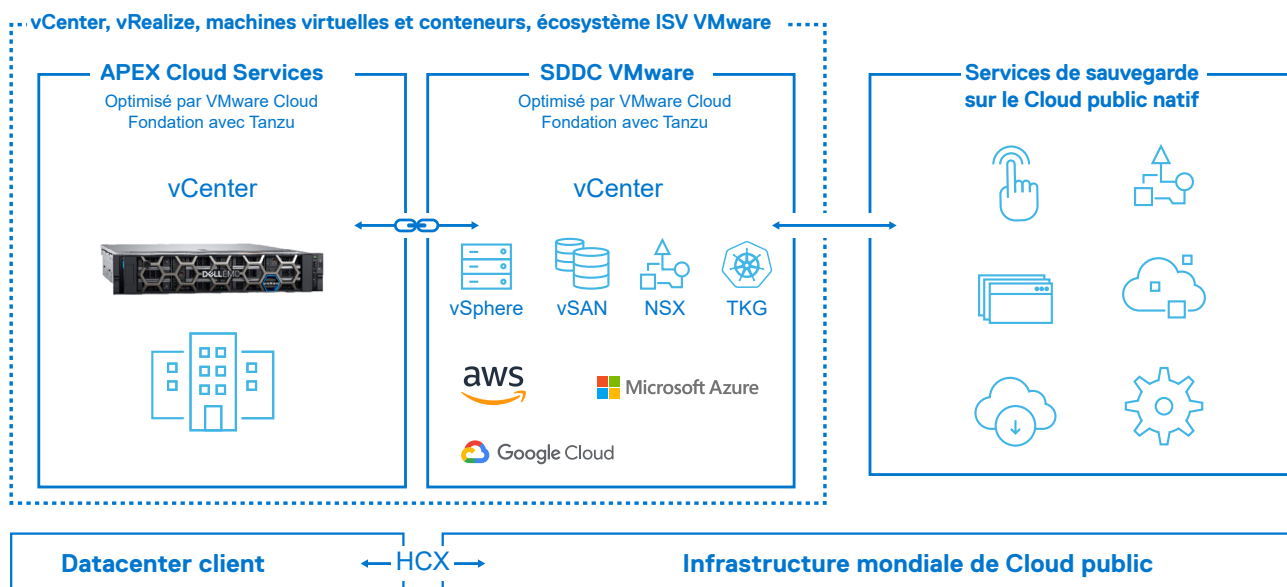 vCenter, vRealize, machines virtuelles et conteneurs, écosystème ISV VMware
APEX Cloud Services
Optimisé par VMware Cloud
Fondation avec Tanzu
vCenter
DELLEMC
SDDC VMware
Optimisé par VMware Cloud
Fondation avec Tanzu
vCenter
vSphere
vSAN
NSX
TKG
aws
Microsoft Azure
Google Cloud
Services de sauvegarde
sur le Cloud public natif
Datacenter client
HCX
Infrastructure mondiale de Cloud public